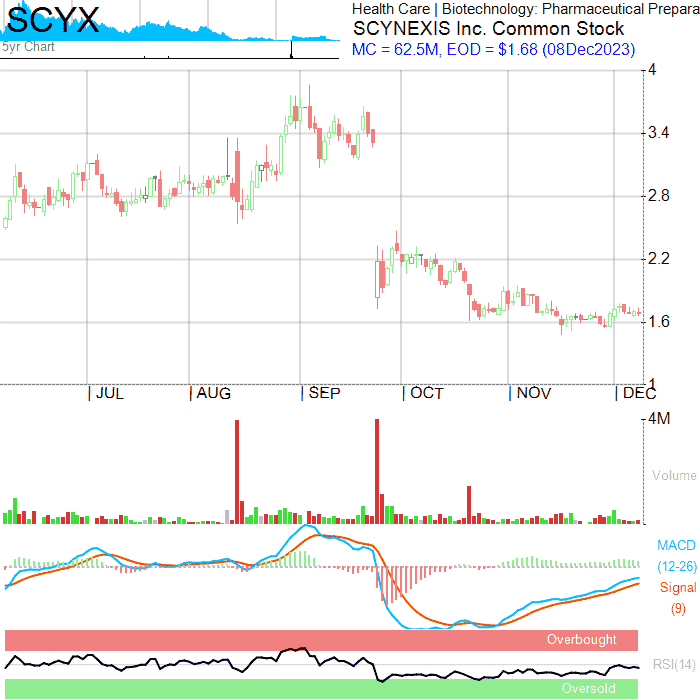 SCYX
5yr Chart
Health Care | Biotechnology: Pharmaceutical Prepara
SCYNEXIS Inc. Common Stock
MC = 62.5M, EOD = $1.68 (08Dec2023)
4
3.4
2.8
2.2
1.6
1
JUL
AUG
SEP
OCT
NOV
DEC
4M
Volume
MACD
(12-26)
Signal
(9)
Overbought
RSI(14)
Oversold